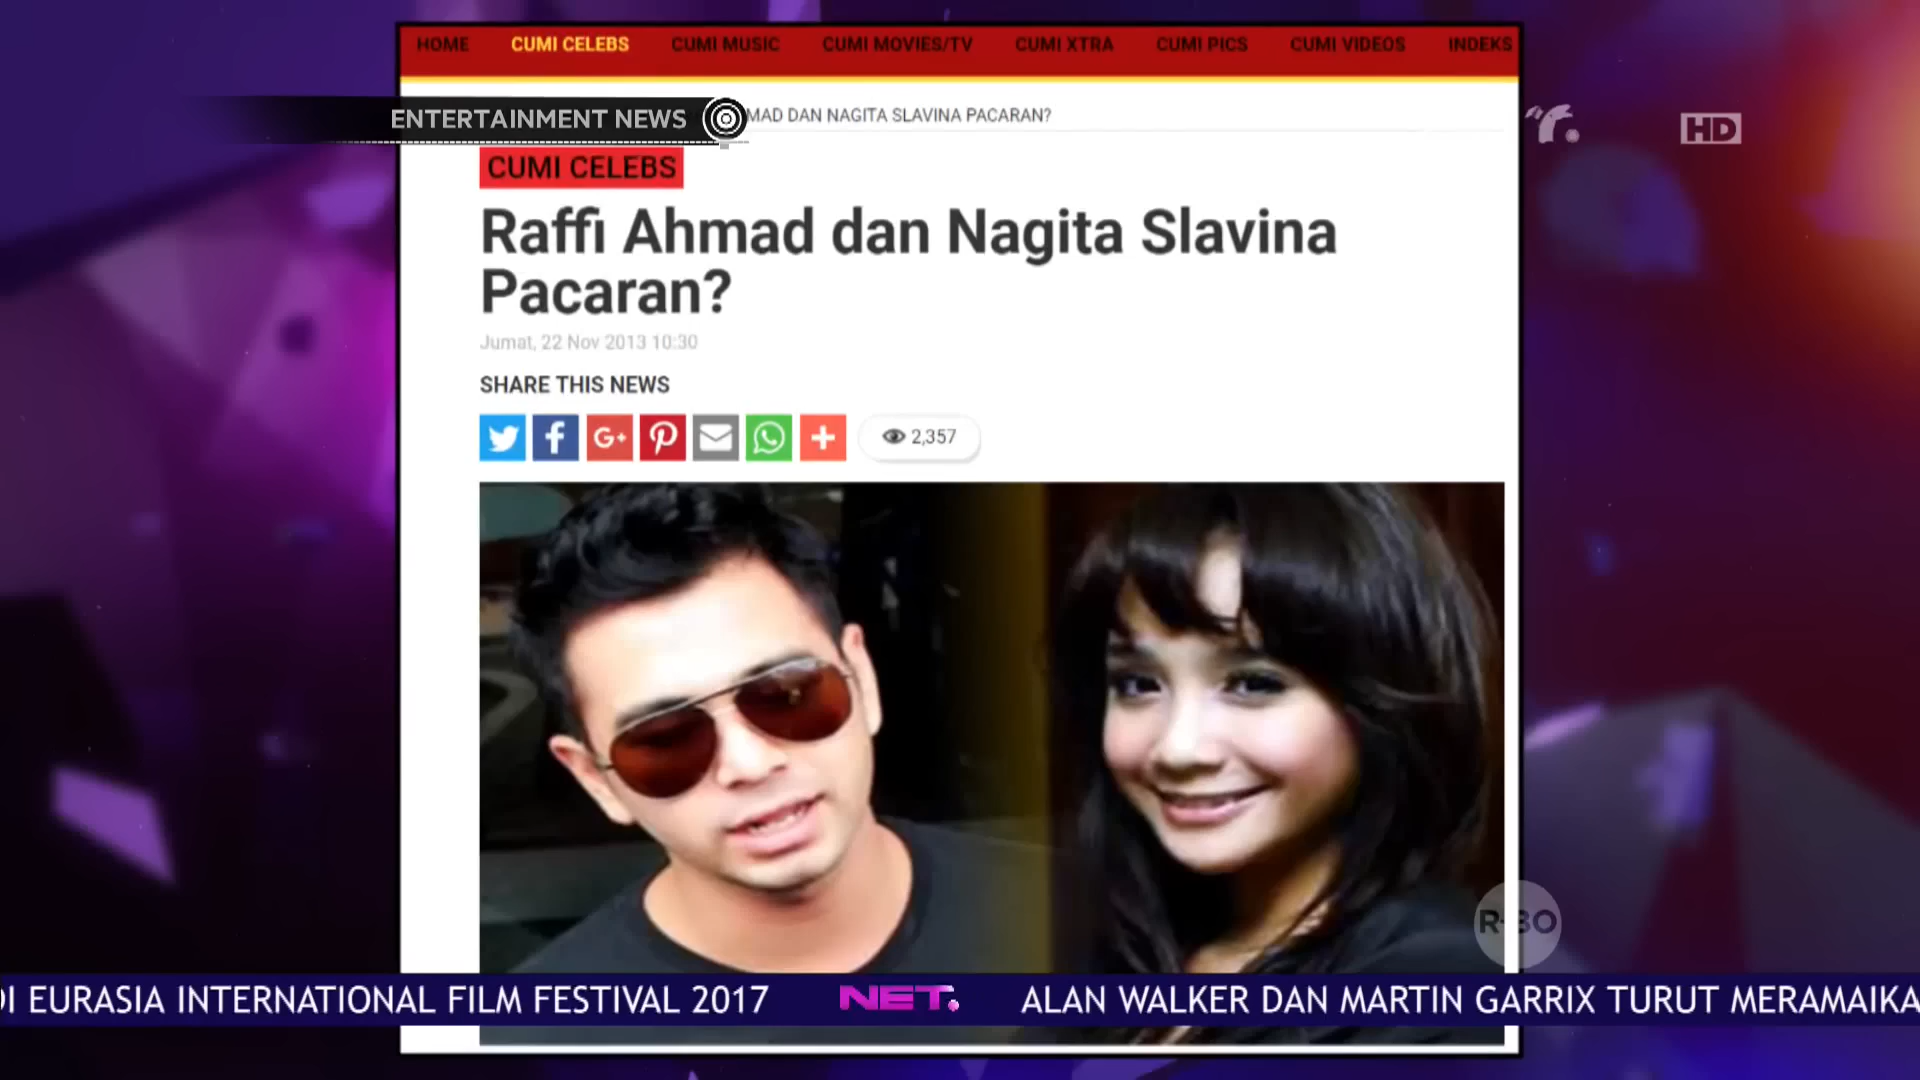 HOME CUMI CELEBS CUMI MUSIC CUMI MOVIES/TV CUMI XTRA CUMI PICS CUMI VIDEOS INDEKS
ENTERTAINMENT NEWS
MAD DAN NAGITA SLAVINA PACARAN?
HD
CUMI CELEBS
Raffi Ahmad dan Nagita Slavina
Pacaran?
Jumat, 22 Nov 2013 10:30
SHARE THIS NEWS
G+
2,357
R-BO
DI EURASIA INTERNATIONAL FILM FESTIVAL 2017 NET. ALAN WALKER DAN MARTIN GARRIX TURUT MERAMAIKA